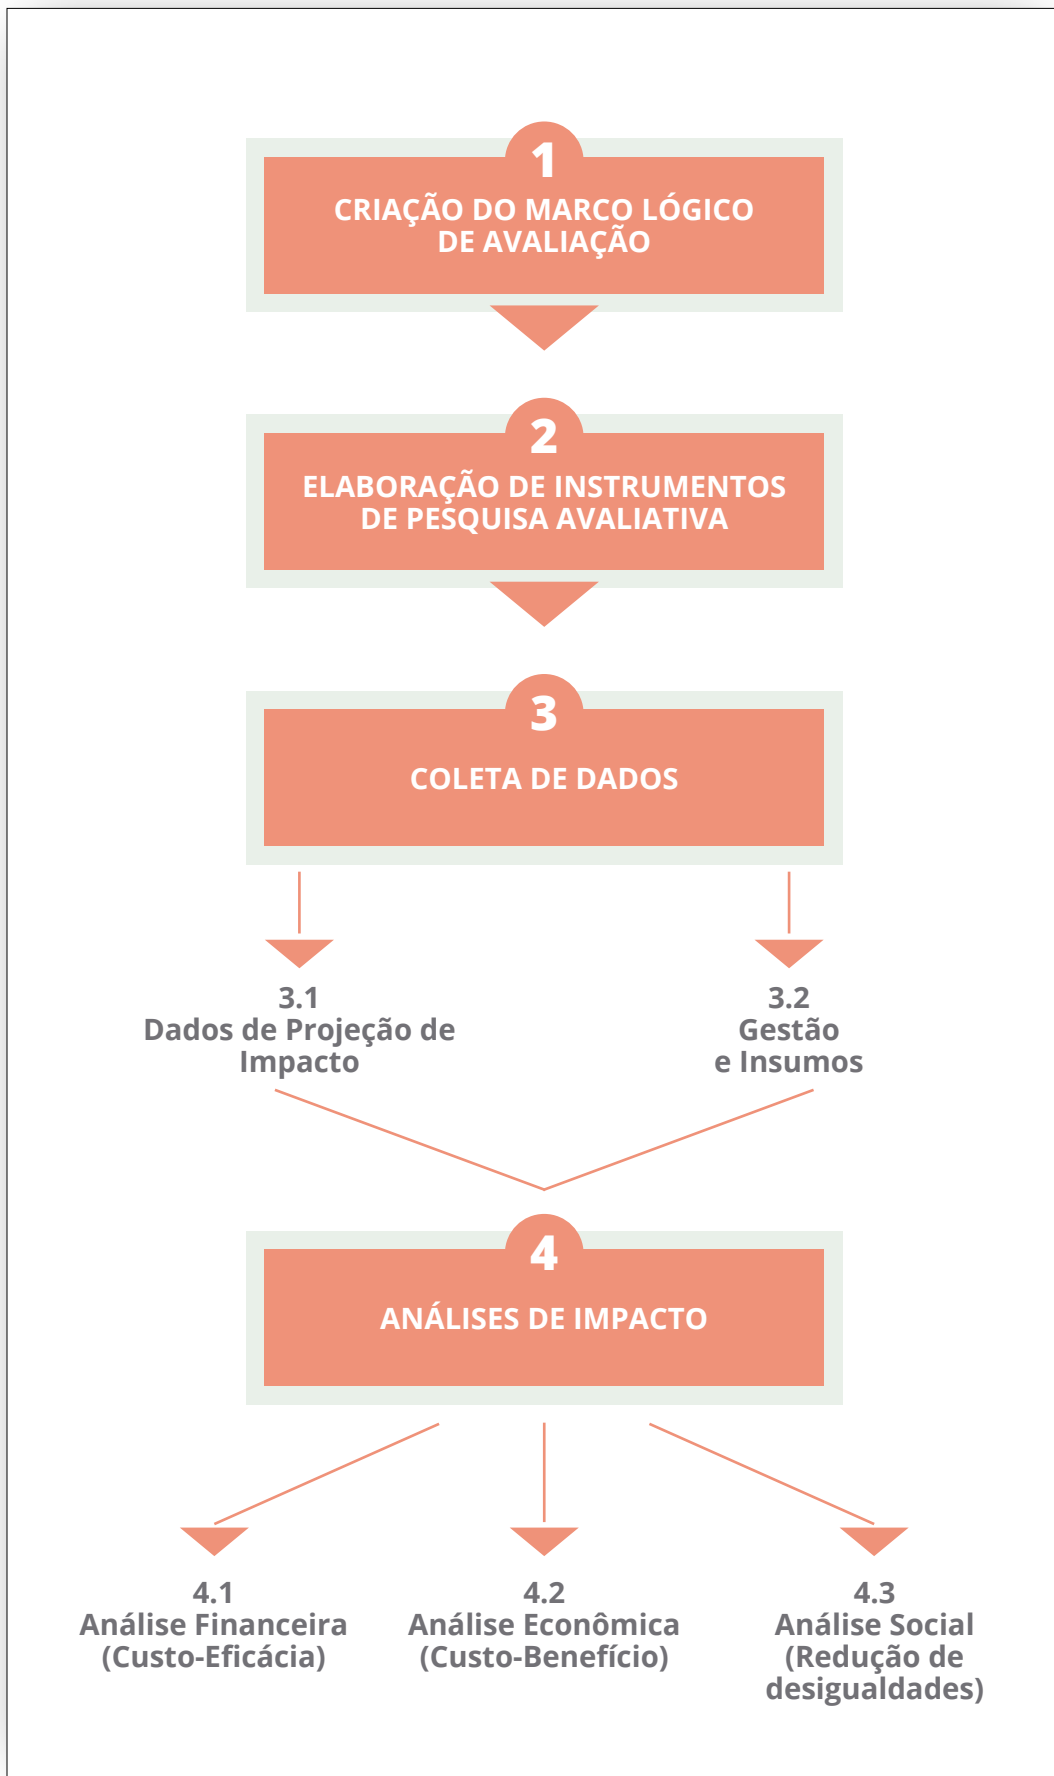 1
CRIAÇÃO DO MARCO LÓGICO
DE AVALIAÇÃO
2
ELABORAÇÃO DE INSTRUMENTOS
DE PESQUISA AVALIATIVA
3
COLETA DE DADOS
3.1
Dados de Projeção de
Impacto
3.2
Gestão
e Insumos
4
ANÁLISES DE IMPACTO
4.1
Análise Financeira
(Custo-Eficácia)
4.2
Análise Econômica
(Custo-Benefício)
4.3
Análise Social
(Redução de
desigualdades)